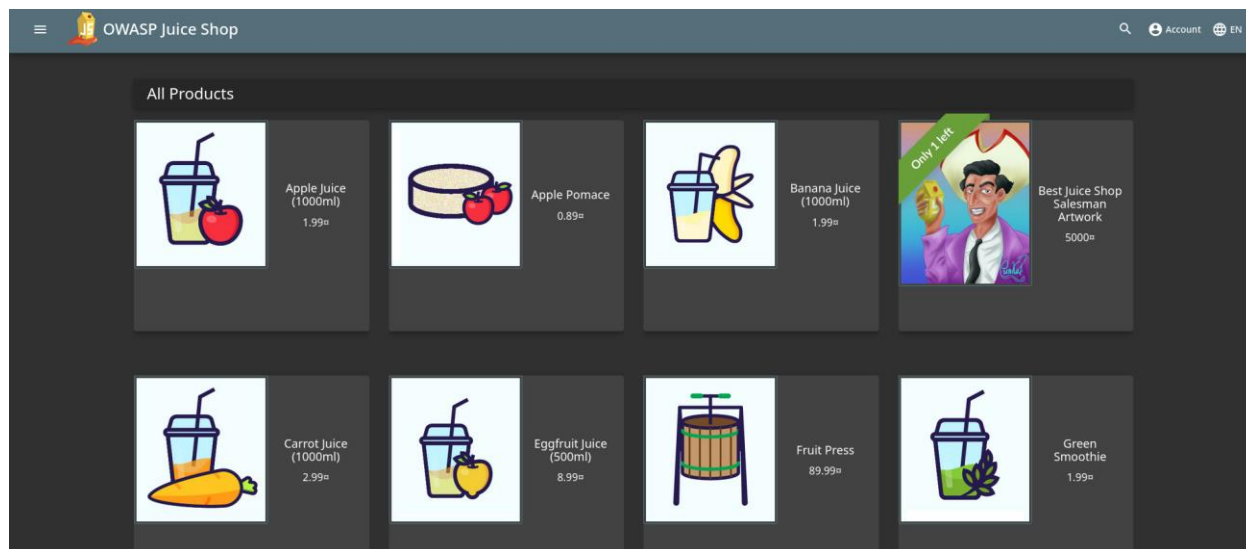 OWASP Juice Shop
Account
EN
All Products
Only 1 left
Apple Juice
(1000ml)
1.99¤
Apple Pomace
0.89¤
Banana Juice
(1000ml)
1.99¤
Best Juice Shop
Salesman
Artwork
5000¤
Carrot Juice
(1000ml)
2.99¤
Eggfruit Juice
(500ml)
8.99¤
Fruit Press
89.99¤
Green
Smoothie
1.99¤